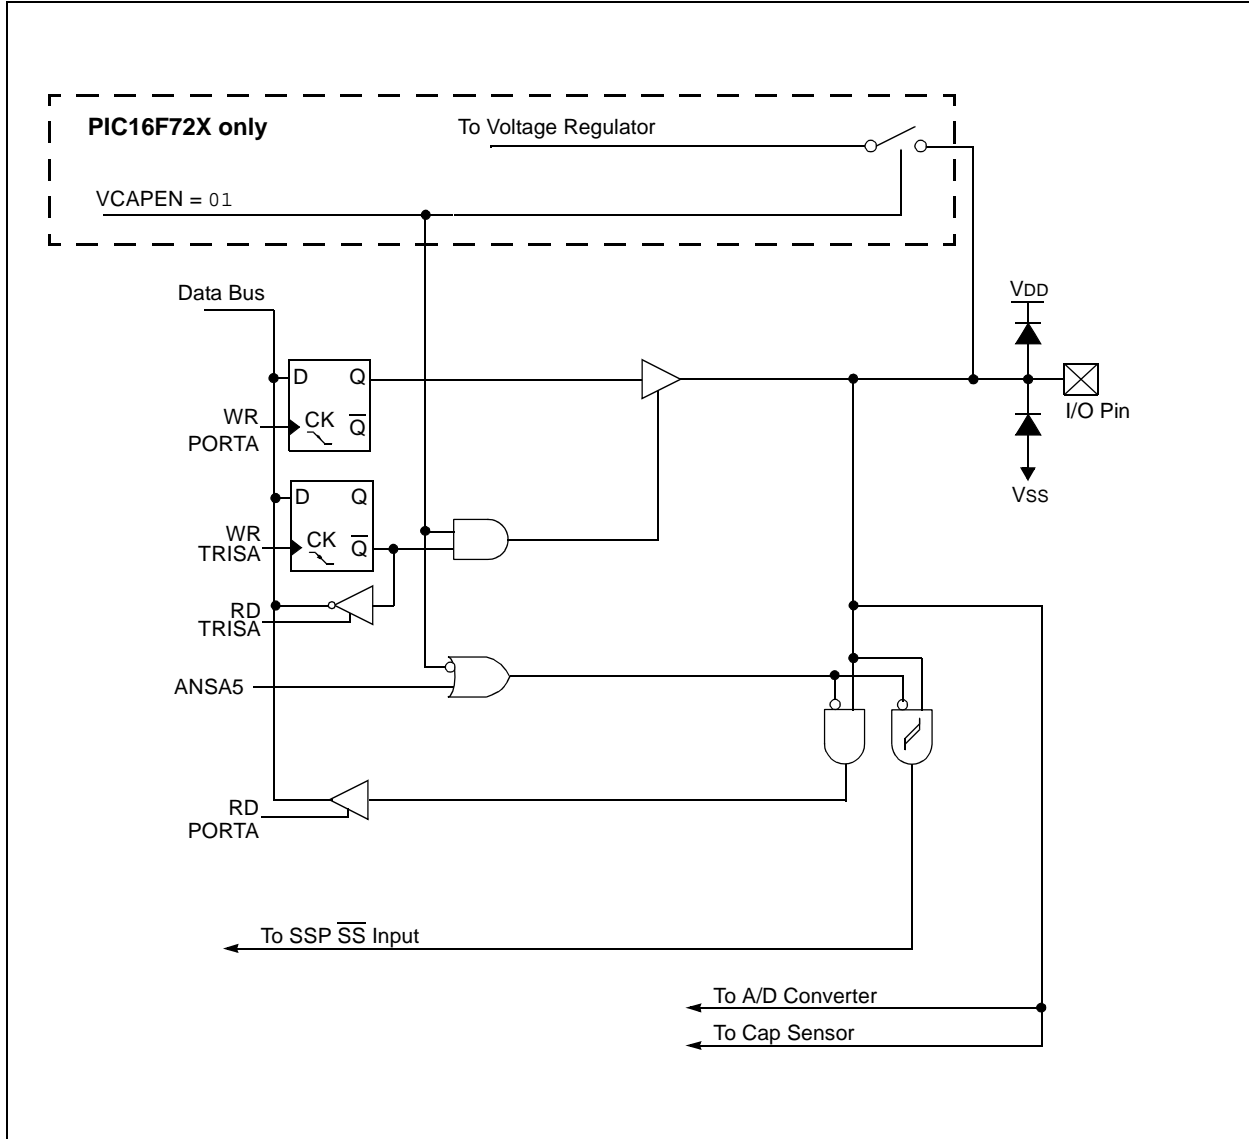 PIC16F72X only
To Voltage Regulator
VCAPEN = 01
Data Bus
VDD
D Q
WR
PORTA
CK Q̅
I/O Pin
D Q
VSS
WR
TRISA
CK Q̅
RD
TRISA
ANSA5
RD
PORTA
To SSP S̅S̅ Input
To A/D Converter
To Cap Sensor